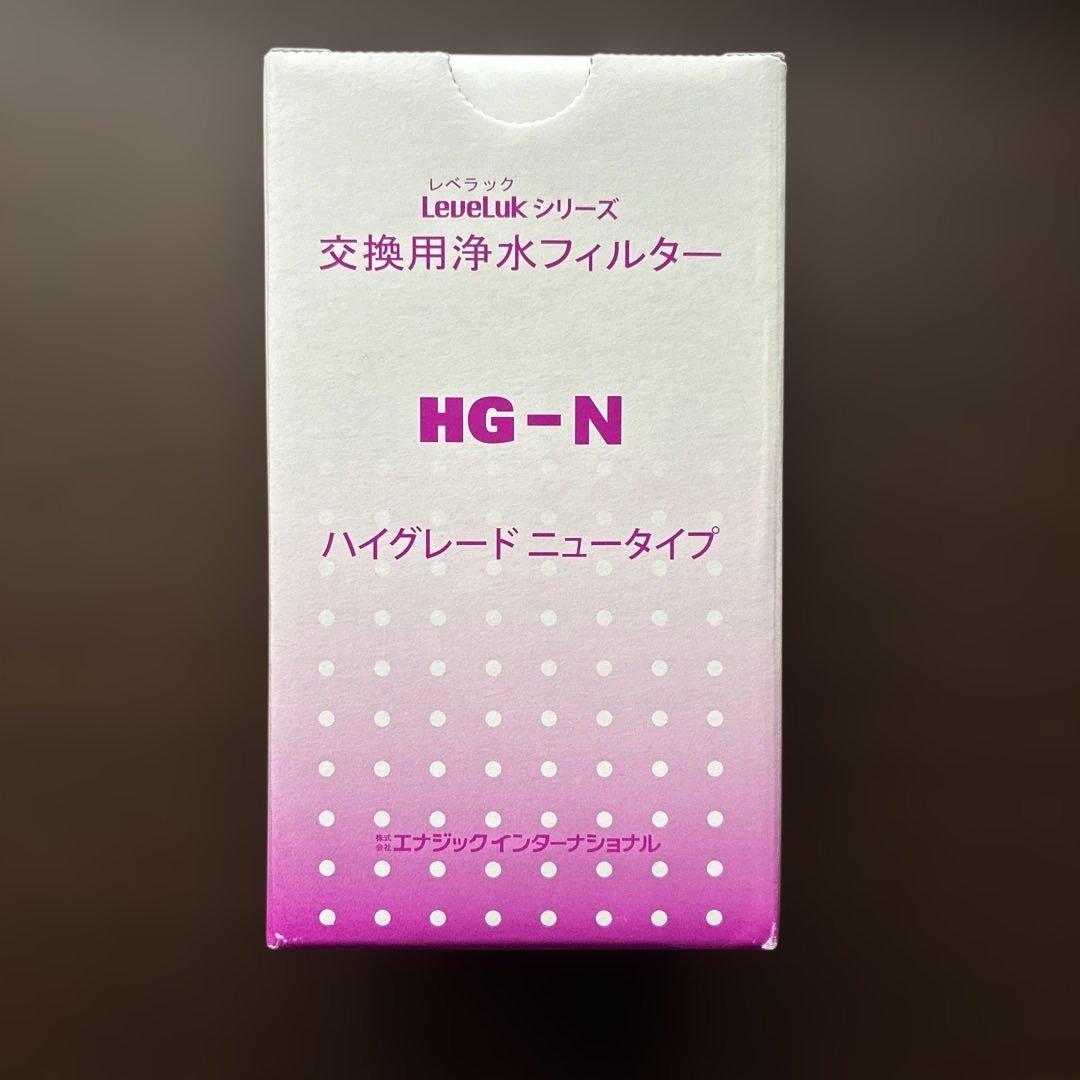 レベラック
LeveLuk シリーズ
交換用浄水フィルター
HG-N
ハイグレード ニュータイプ
株式会社 エナジックインターナショナル